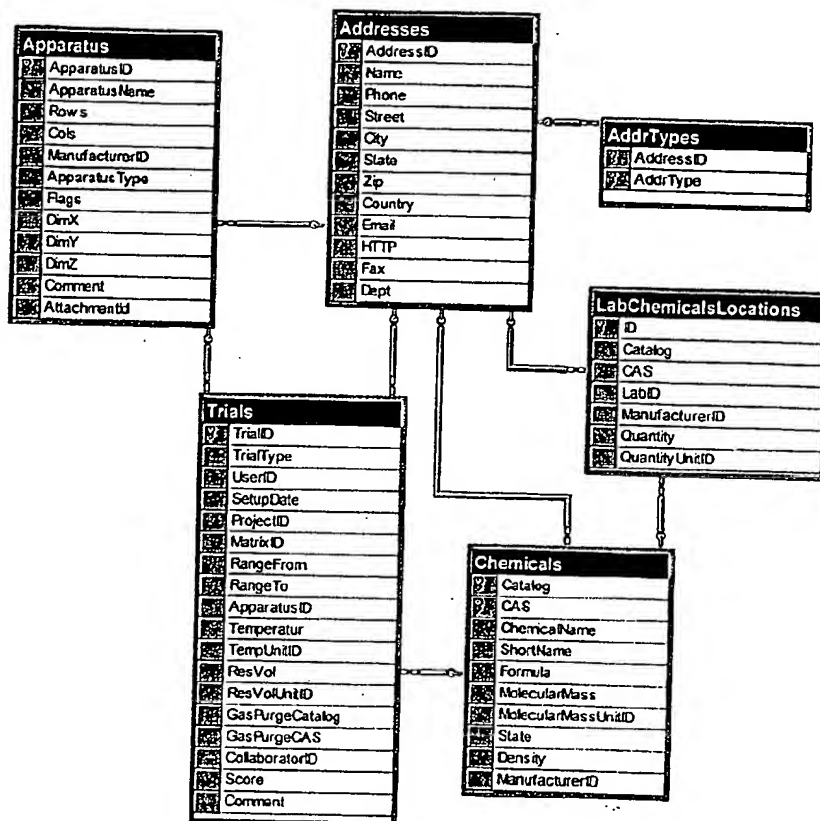 Apparatus
ApparatusID
ApparatusName
Rows
Cols
ManufacturerID
ApparatusType
Flags
DimX
DimY
DimZ
Comment
AttachmentId
Addresses
AddressID
Name
Phone
Street
City
State
Zip
Country
Email
HTTP
Fax
Dept
AddrTypes
AddressID
AddrType
LabChemicalsLocations
ID
Catalog
CAS
LabID
ManufacturerID
Quantity
QuantityUnitID
Trials
TrialID
TrialType
UserID
SetupDate
ProjectID
MatrixID
RangeFrom
RangeTo
ApparatusID
Temperatur
TempUnitID
ResVol
ResVolUnitID
GasPurgeCatalog
GasPurgeCAS
CollaboratorID
Score
Comment
Chemicals
Catalog
CAS
ChemicalName
ShortName
Formula
MolecularMass
MolecularMassUnitID
State
Density
ManufacturerID